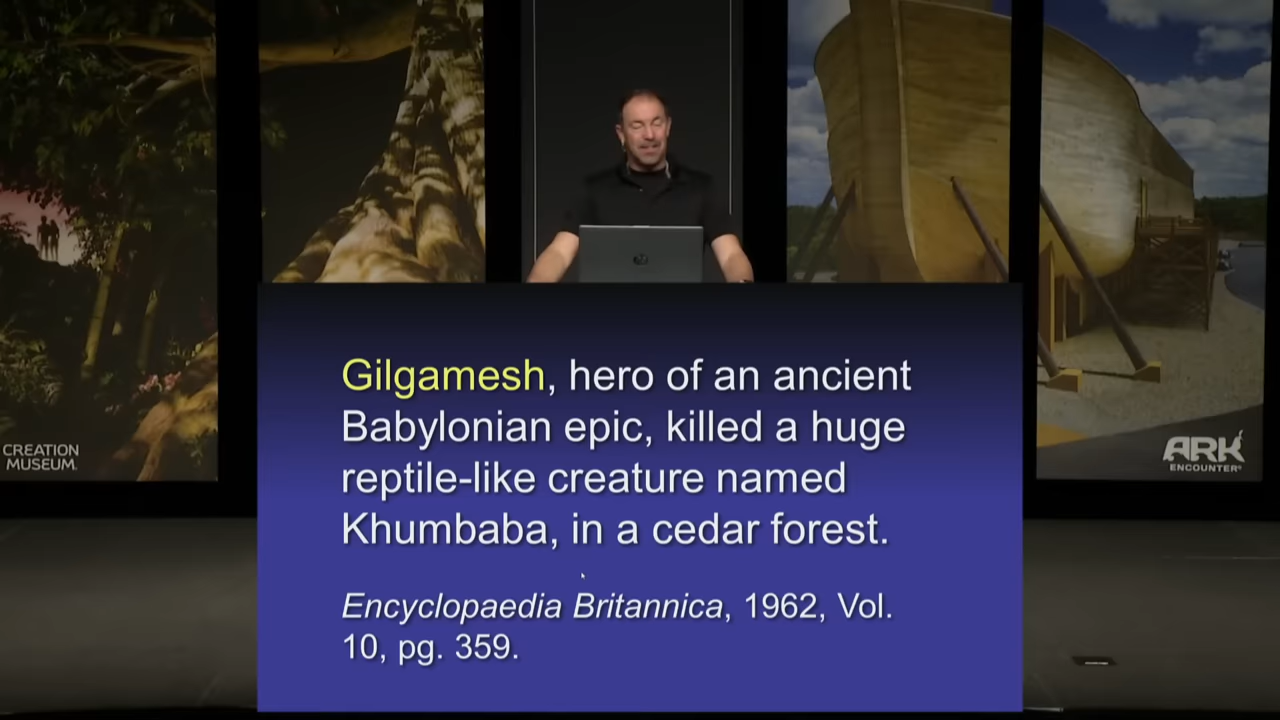 Gilgamesh, hero of an ancient
Babylonian epic, killed a huge
reptile-like creature named
Khumbaba, in a cedar forest.
Encyclopaedia Britannica, 1962, Vol.
10, pg. 359.
CREATION
MUSEUM
ARK
ENCOUNTER